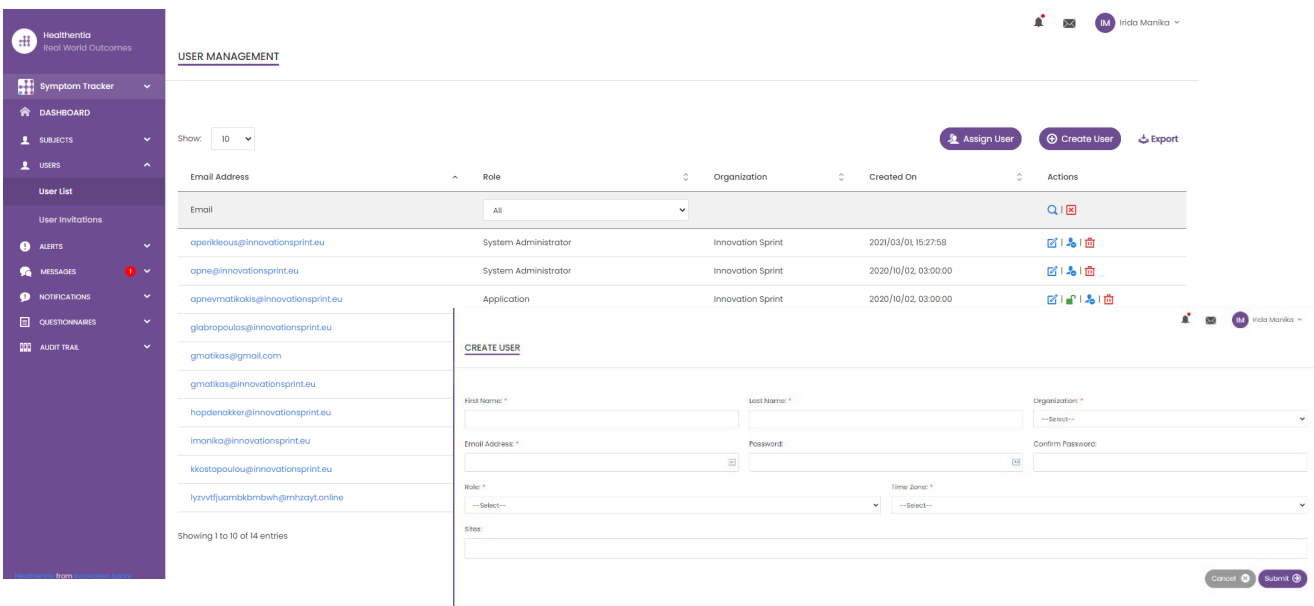 Healthentia
Real World Outcomes
IM Irida Manika
USER MANAGEMENT
Symptom Tracker
DASHBOARD
SUBJECTS
USERS
User List
User Invitations
ALERTS
MESSAGES 1
NOTIFICATIONS
QUESTIONNAIRES
AUDIT TRAIL
Healthentia from Innovation Sprint
Show: 10
Assign User
Create User
Export
Email Address Role Organization Created On Actions
Email All
aperikleous@innovationsprint.eu System Administrator Innovation Sprint 2021/03/01, 15:27:58
apne@innovationsprint.eu System Administrator Innovation Sprint 2020/10/02, 03:00:00
apnevmatikakis@innovationsprint.eu Application Innovation Sprint 2020/10/02, 03:00:00
glabropoulos@innovationsprint.eu
gmatikas@gmail.com
gmatikas@innovationsprint.eu
hopdenakker@innovationsprint.eu
imanika@innovationsprint.eu
kkostopoulou@innovationsprint.eu
lyzvvtfjuambkbmbwh@mhzayt.online
Showing 1 to 10 of 14 entries
IM Irida Manika
CREATE USER
First Name: * Last Name: * Organization: *
--Select--
Email Address: * Password: Confirm Password:
Role: * Time Zone: *
--Select-- --Select--
Sites:
Cancel Submit